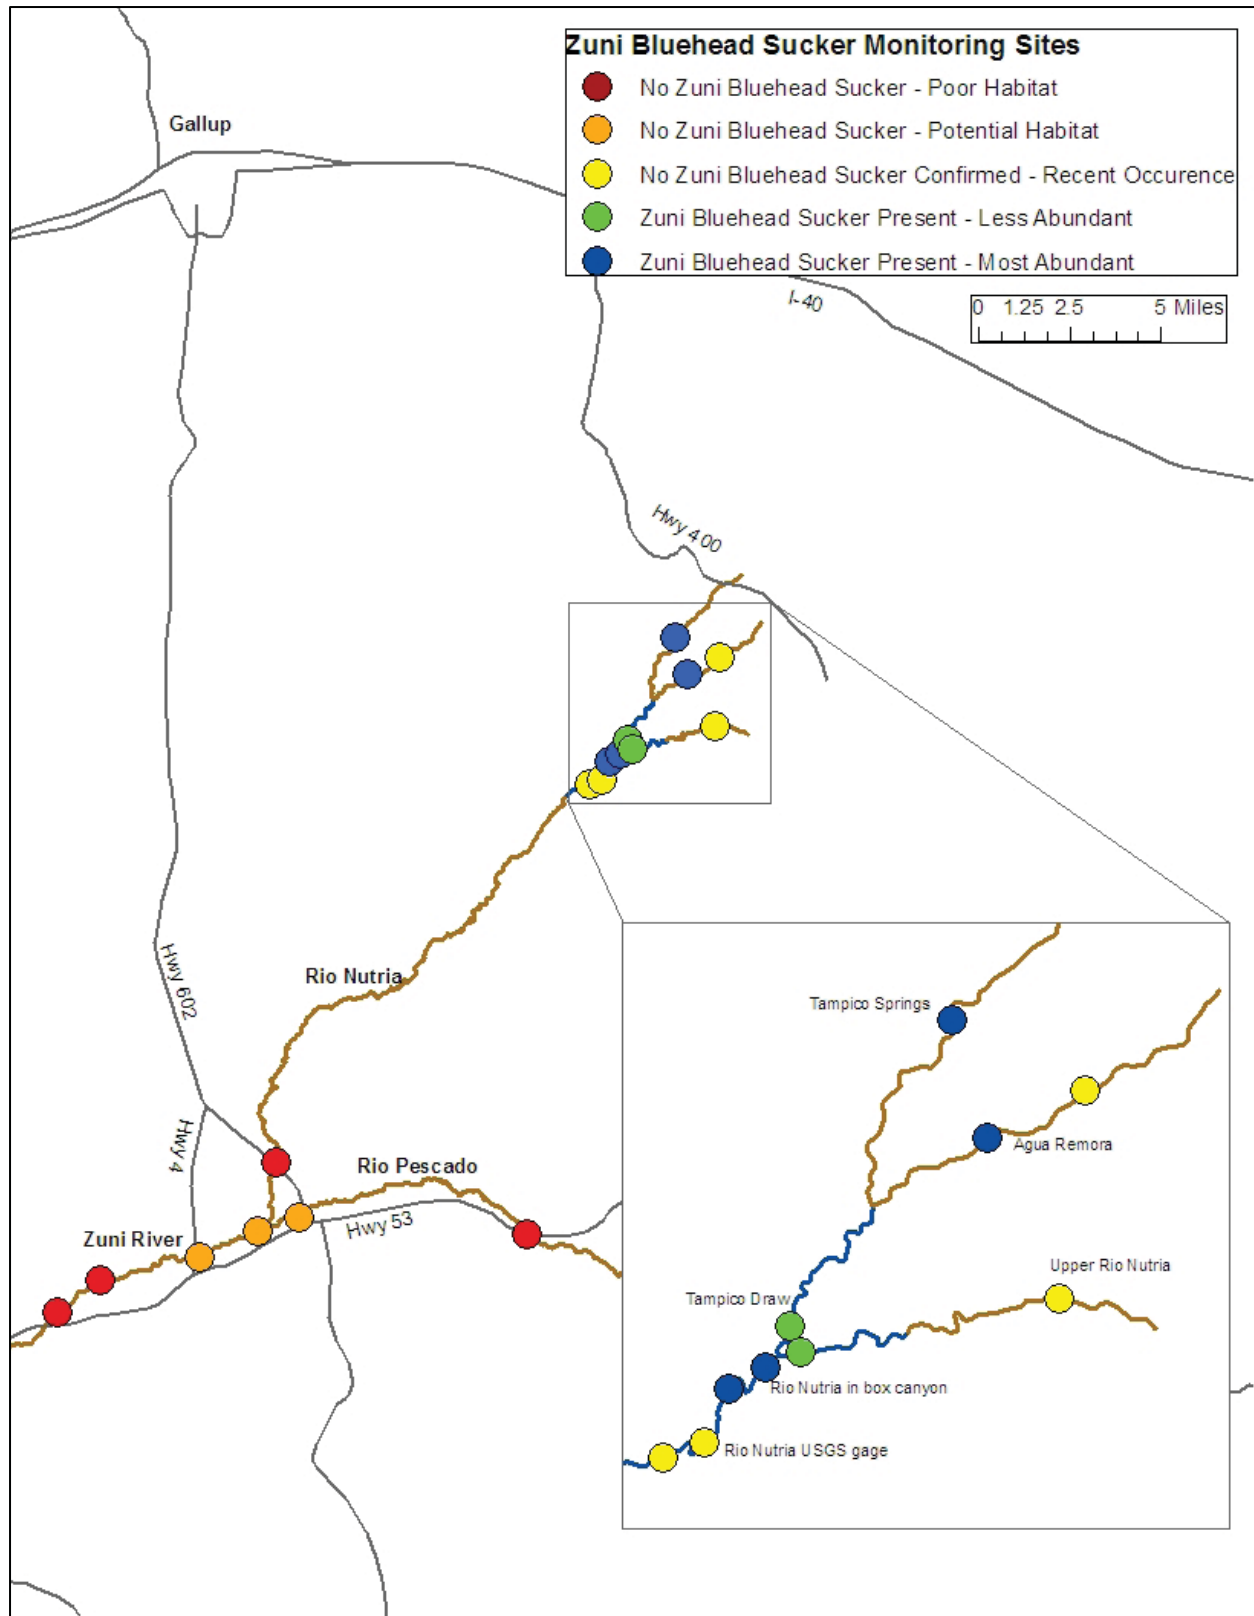 Zuni Bluehead Sucker Monitoring Sites
No Zuni Bluehead Sucker - Poor Habitat
No Zuni Bluehead Sucker - Potential Habitat
No Zuni Bluehead Sucker Confirmed - Recent Occurence
Zuni Bluehead Sucker Present - Less Abundant
Zuni Bluehead Sucker Present - Most Abundant
Gallup
I-40
0 1.25 2.5 5 Miles
Hwy 400
Hwy 602
Rio Nutria
Hwy 4
Rio Pescado
Hwy 53
Zuni River
Tampico Springs
Agua Remora
Upper Rio Nutria
Tampico Draw
Rio Nutria in box canyon
Rio Nutria USGS gage